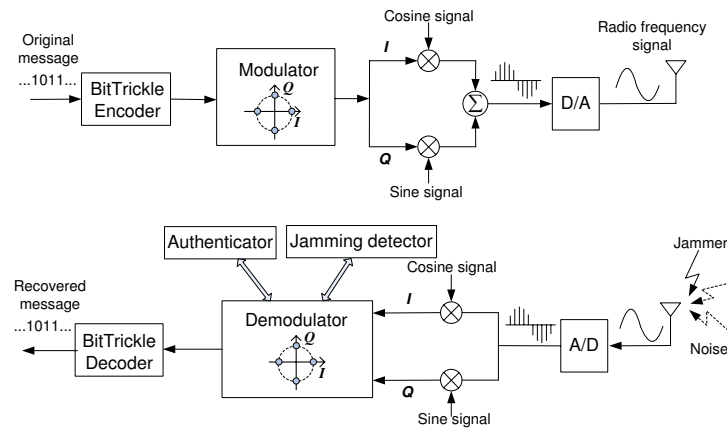 Original
message
...1011...
BitTrickle
Encoder
Modulator
Q
I
I
Q
Cosine signal
Sine signal
Σ
D/A
Radio frequency
signal
Authenticator
Jamming detector
Recovered
message
...1011...
BitTrickle
Decoder
Demodulator
Q
I
I
Q
Cosine signal
Sine signal
A/D
Jammer
Noise